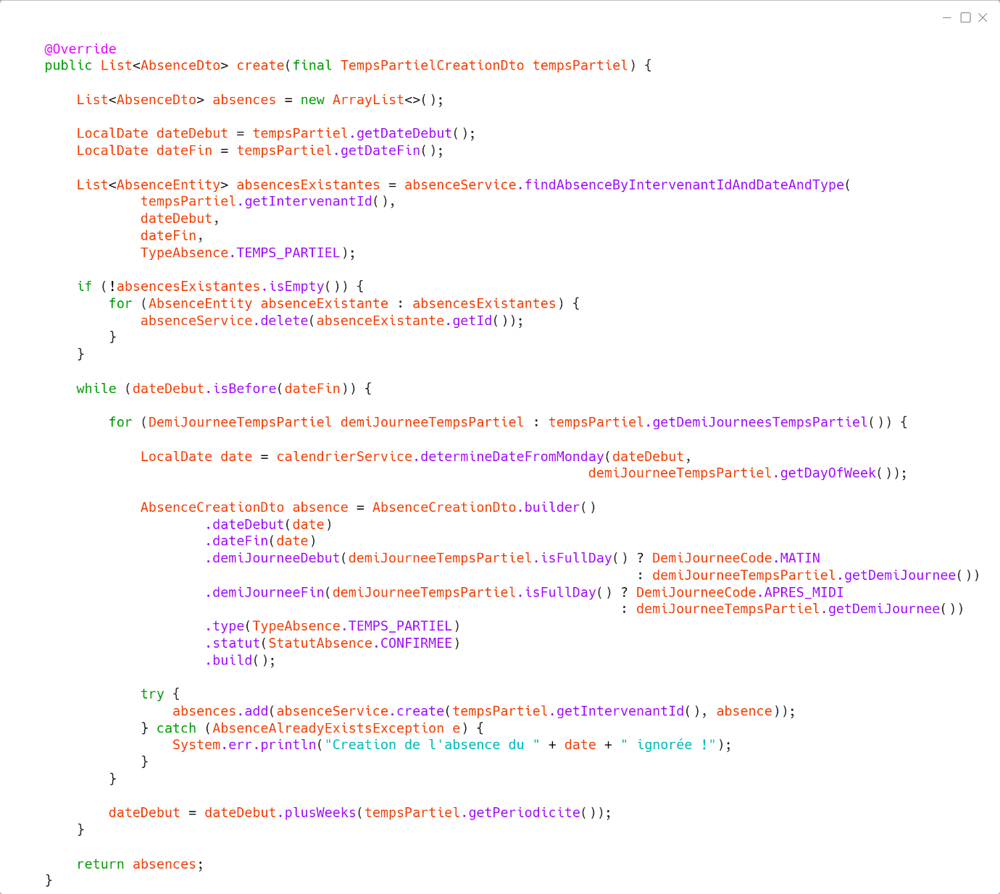 @Override
public List<AbsenceDto> create(final TempsPartielCreationDto tempsPartiel) {
List<AbsenceDto> absences = new ArrayList<>();
LocalDate dateDebut = tempsPartiel.getDateDebut();
LocalDate dateFin = tempsPartiel.getDateFin();
List<AbsenceEntity> absencesExistantes = absenceService.findAbsenceByIntervenantIdAndDateAndType(
tempsPartiel.getIntervenantId(),
dateDebut,
dateFin,
TypeAbsence.TEMPS_PARTIEL);
if (!absencesExistantes.isEmpty()) {
for (AbsenceEntity absenceExistante : absencesExistantes) {
absenceService.delete(absenceExistante.getId());
}
}
while (dateDebut.isBefore(dateFin)) {
for (DemiJourneeTempsPartiel demiJourneeTempsPartiel : tempsPartiel.getDemiJourneesTempsPartiel()) {
LocalDate date = calendrierService.determineDateFromMonday(dateDebut,
demiJourneeTempsPartiel.getDayOfWeek());
AbsenceCreationDto absence = AbsenceCreationDto.builder()
.dateDebut(date)
.dateFin(date)
.demiJourneeDebut(demiJourneeTempsPartiel.isFullDay() ? DemiJourneeCode.MATIN
: demiJourneeTempsPartiel.getDemiJournee())
.demiJourneeFin(demiJourneeTempsPartiel.isFullDay() ? DemiJourneeCode.APRES_MIDI
: demiJourneeTempsPartiel.getDemiJournee())
.type(TypeAbsence.TEMPS_PARTIEL)
.statut(StatutAbsence.CONFIRMEE)
.build();
try {
absences.add(absenceService.create(tempsPartiel.getIntervenantId(), absence));
} catch (AbsenceAlreadyExistsException e) {
System.err.println("Creation de l'absence du " + date + " ignorée !");
}
}
dateDebut = dateDebut.plusWeeks(tempsPartiel.getPeriodicite());
}
return absences;
}